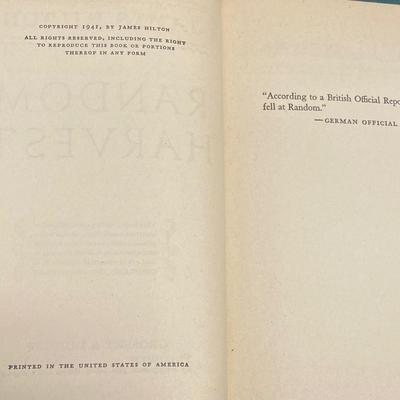 COPYRIGHT 1941, BY JAMES HILTON
ALL RIGHTS RESERVED, INCLUDING THE RIGHT
TO REPRODUCE THIS BOOK OR PORTIONS
THEREOF IN ANY FORM
PRINTED IN THE UNITED STATES OF AMERICA
"According to a British Official Repo
fell at Random."
—GERMAN OFFICIAL